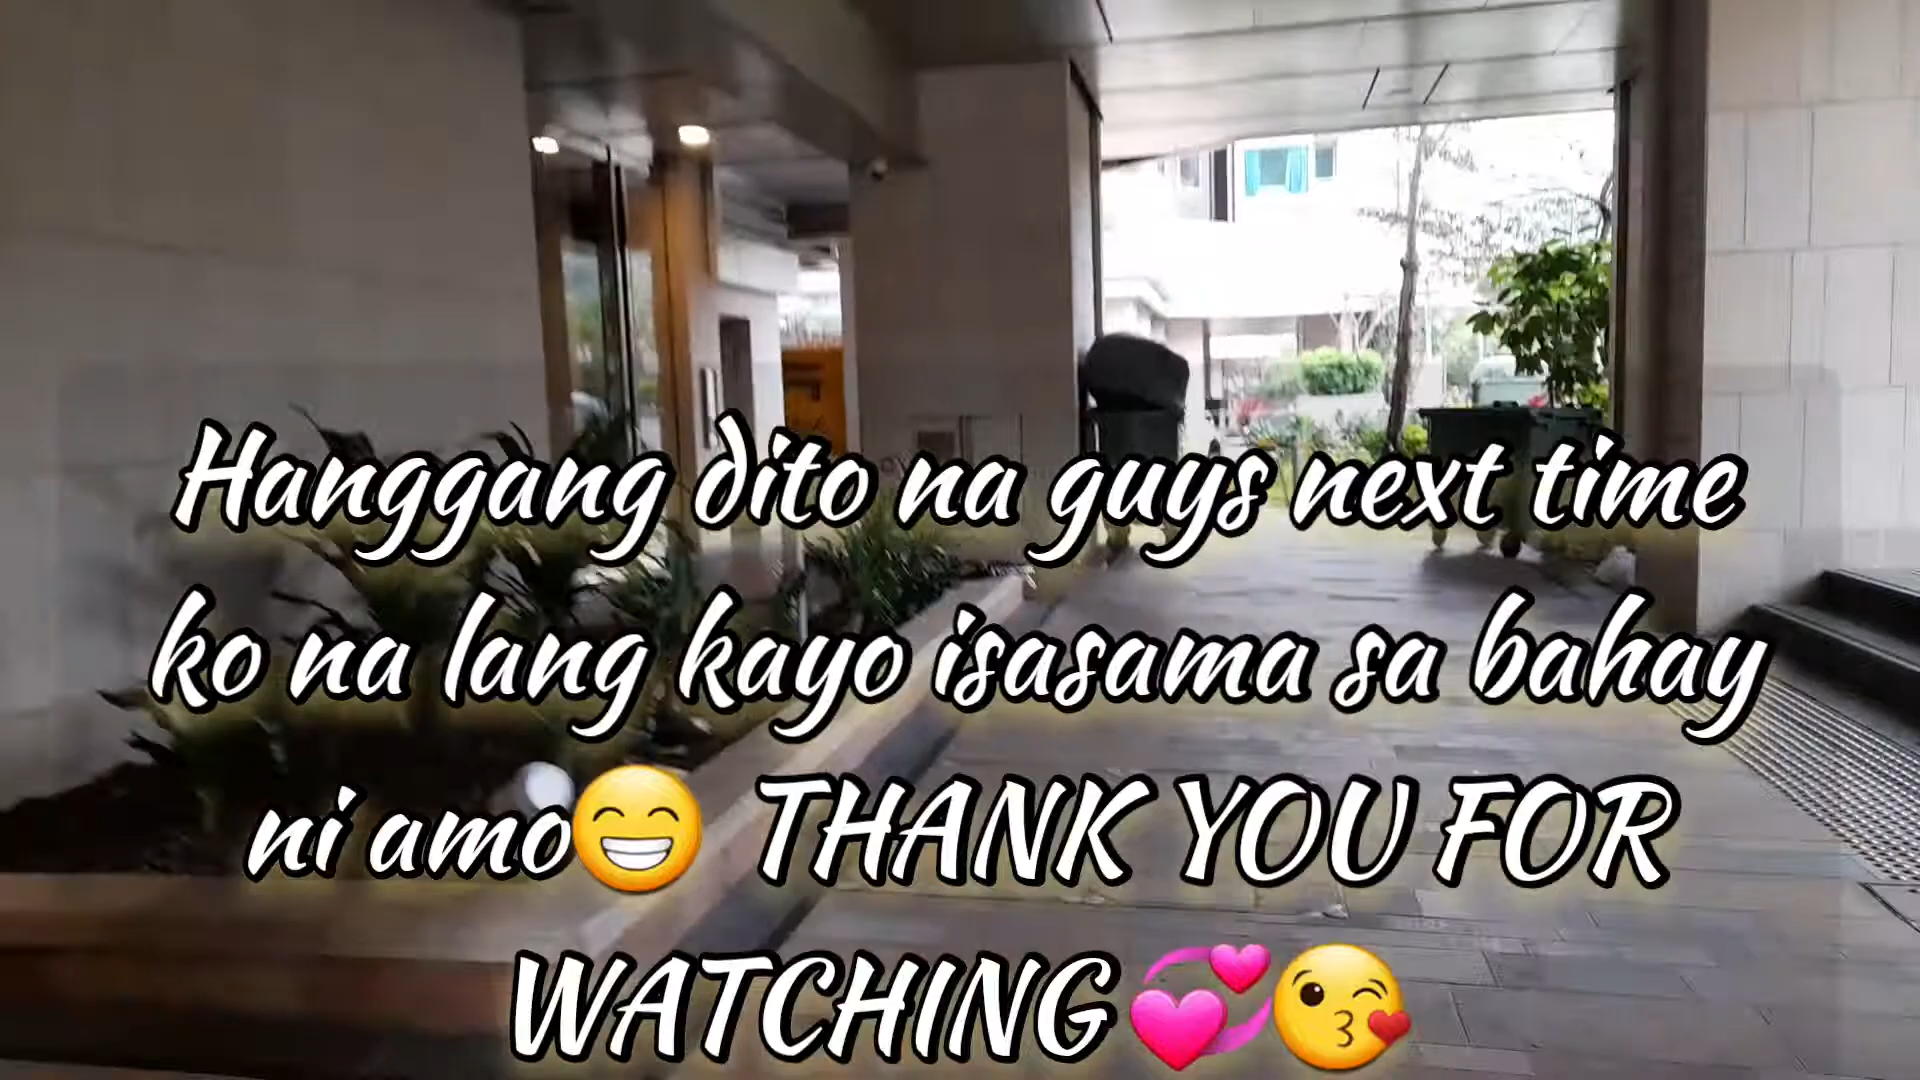 Hanggang dito na guys next time
ko na lang kayo isasama sa bahay
ni amo😁 THANK YOU FOR
WATCHING💞😘